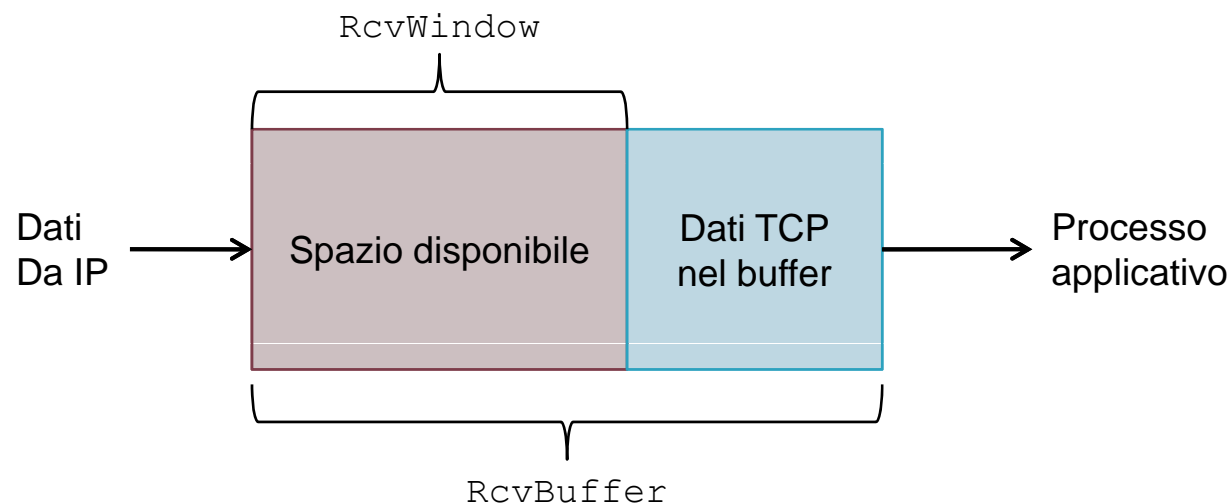 RcvWindow
Dati
Da IP
Spazio disponibile
Dati TCP
nel buffer
Processo
applicativo
RcvBuffer